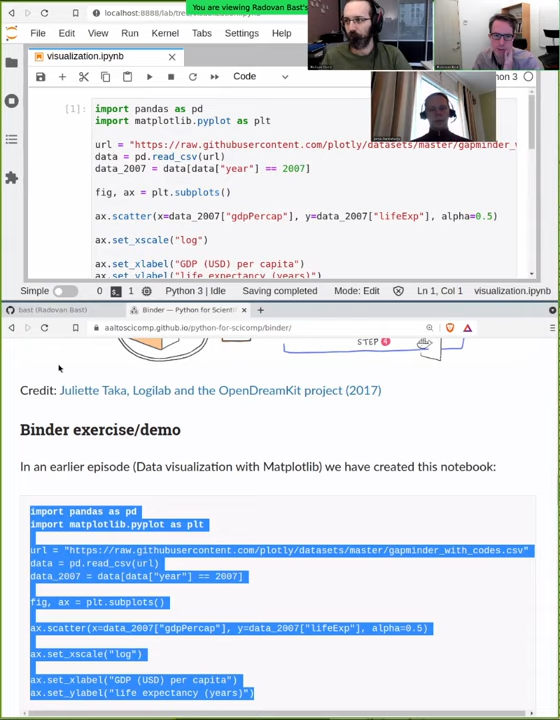 You are viewing Radovan Bast's
File Edit View Run Kernel Tabs Settings
visualization.ipynb
Code
[1]:
import pandas as pd
import matplotlib.pyplot as plt
url = "https://raw.githubusercontent.com/plotly/datasets/master/gapminder_
data = pd.read_csv(url)
data_2007 = data[data["year"] == 2007]
fig, ax = plt.subplots()
ax.scatter(x=data_2007["gdpPercap"], y=data_2007["lifeExp"], alpha=0.5)
ax.set_xscale("log")
ax.set_xlabel("GDP (USD) per capita")
ax.set_ylabel("life expectancy (years)")
Simple 0 1 Python 3 | Idle Saving completed Mode: Edit Ln 1, Col 1 visualization.ipynb
bast (Radovan Bast) Binder — Python for Scienti
aaltoscicomp.github.io/python-for-scicomp/binder/
STEP 4
Credit: Juliette Taka, Logilab and the OpenDreamKit project (2017)
Binder exercise/demo
In an earlier episode (Data visualization with Matplotlib) we have created this notebook:
import pandas as pd
import matplotlib.pyplot as plt
url = "https://raw.githubusercontent.com/plotly/datasets/master/gapminder_with_codes.csv"
data = pd.read_csv(url)
data_2007 = data[data["year"] == 2007]
fig, ax = plt.subplots()
ax.scatter(x=data_2007["gdpPercap"], y=data_2007["lifeExp"], alpha=0.5)
ax.set_xscale("log")
ax.set_xlabel("GDP (USD) per capita")
ax.set_ylabel("life expectancy (years)")